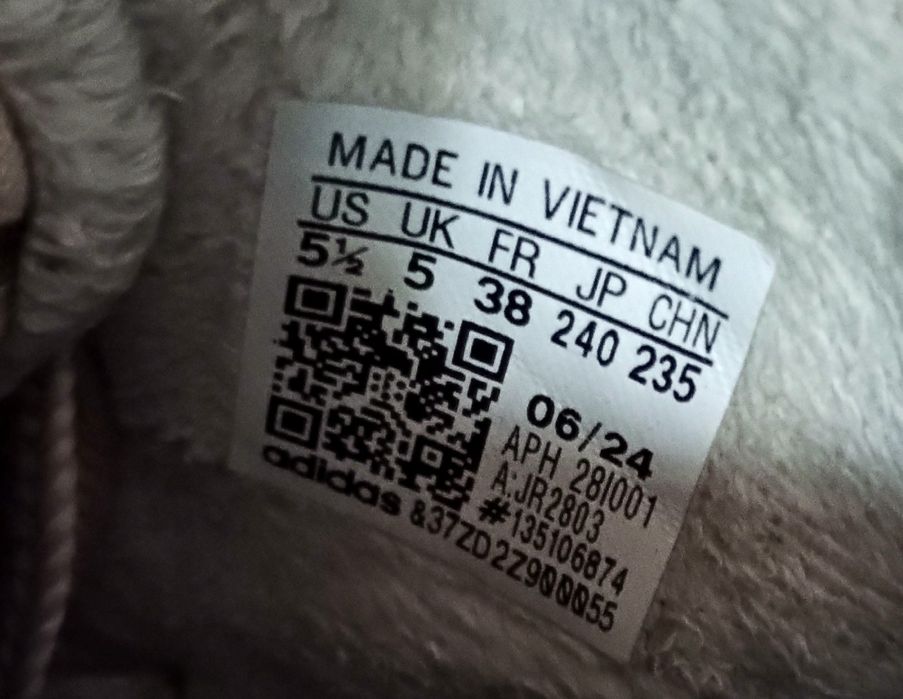 MADE IN VIETNAM
US UK FR JP CHN
5½ 5 38 240 235
06/24
APH 28I001
A:JR2803
#135106874
adidas &37ZD2Z900055